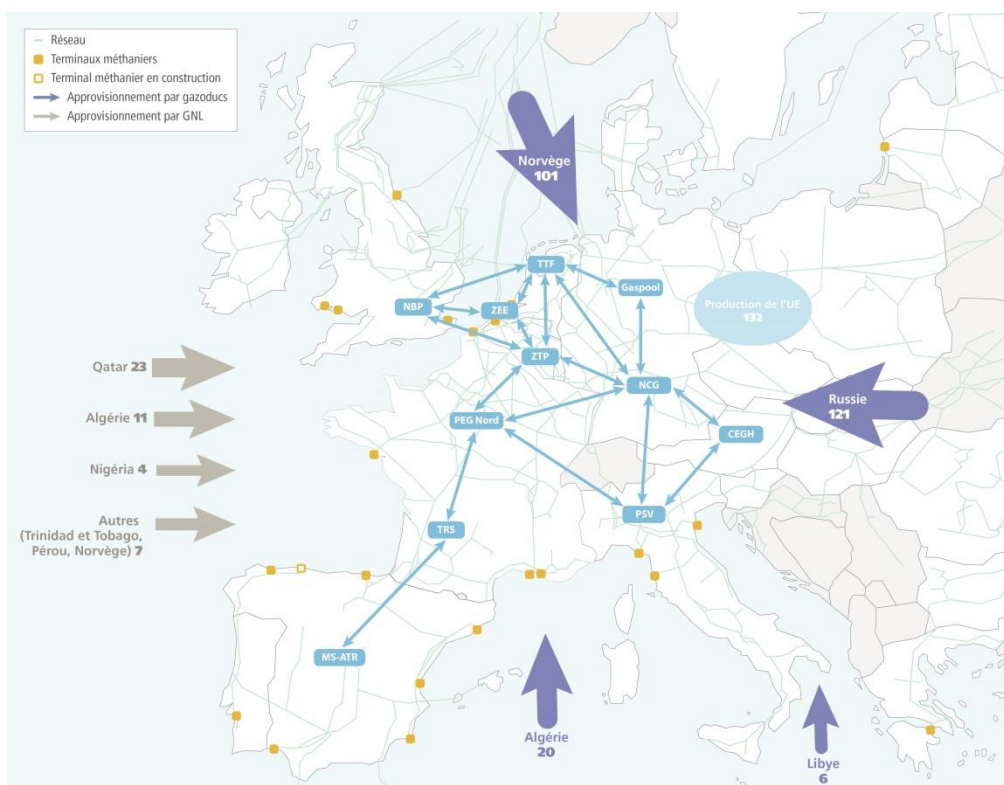 Réseau
Terminaux méthaniers
Terminal méthanier en construction
Approvisionnement par gazoducs
Approvisionnement par GNL
Norvège
101
TTF
Gaspool
NBP
ZEE
Production de l'UE
132
ZTP
Qatar 23
NCG
Russie
121
Algérie 11
PEG Nord
CEGH
Nigéria 4
Autres
(Trinidad et Tobago,
Pérou, Norvège) 7
TRS
PSV
MS-ATR
Algérie
20
Libye
6